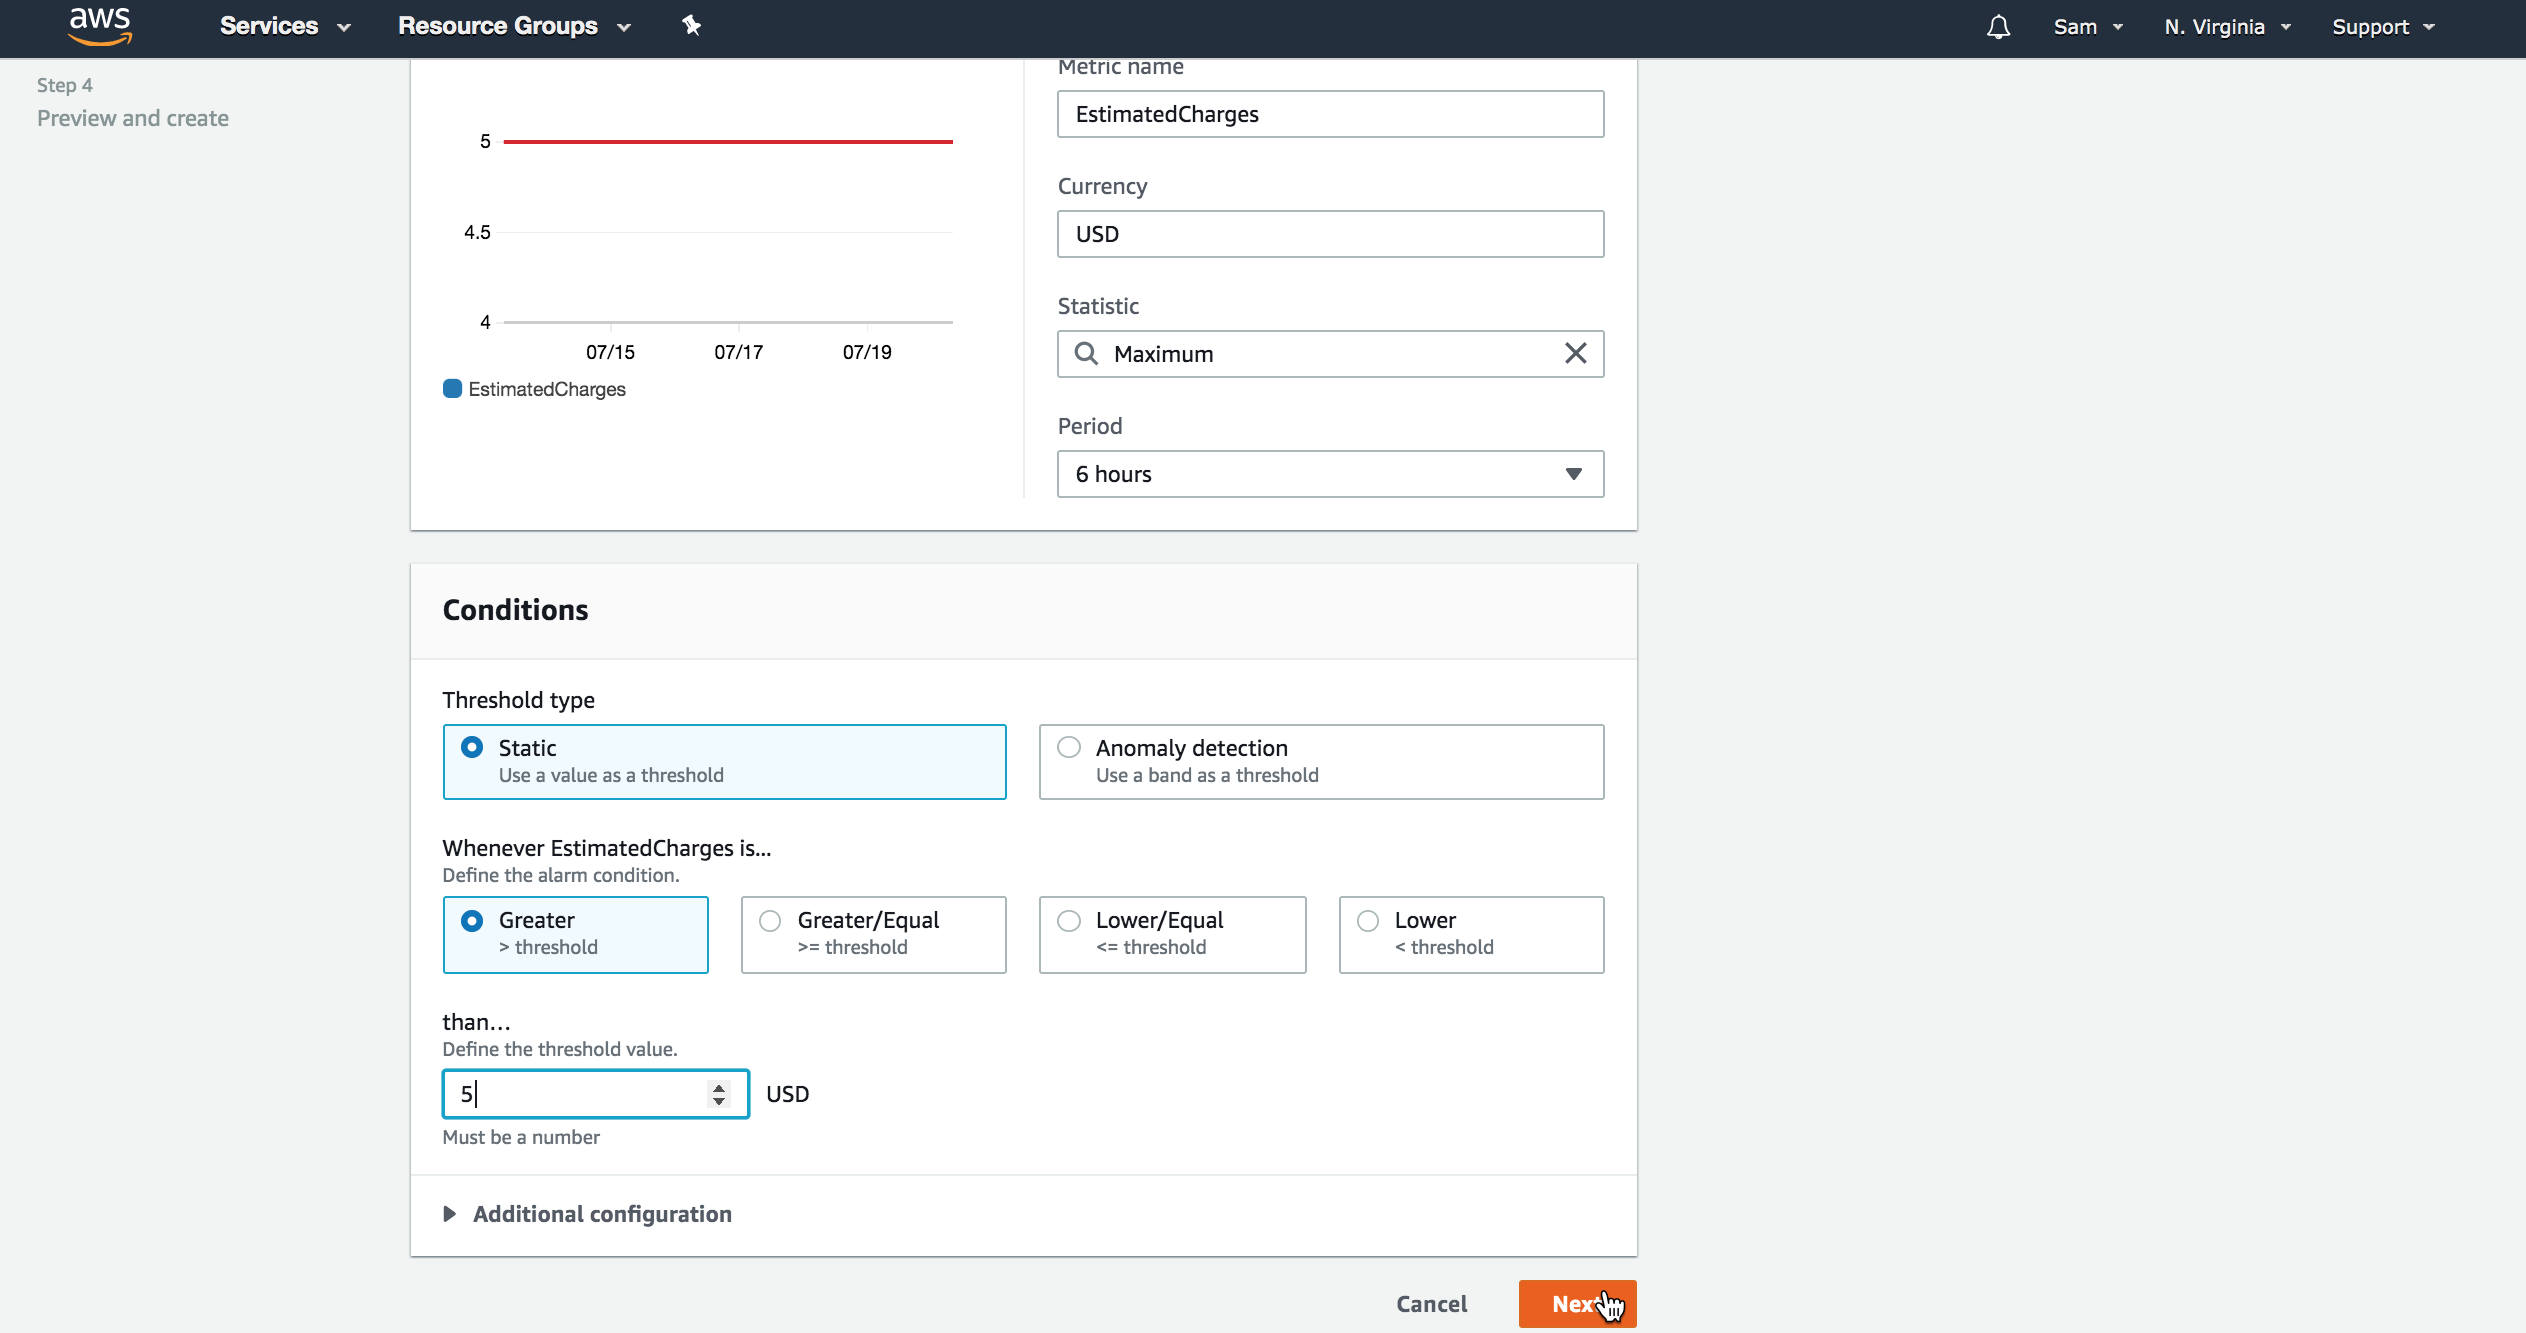 aws
Services
Resource Groups
Sam
N. Virginia
Support
Step 4
Preview and create
5
4.5
4
07/15
07/17
07/19
EstimatedCharges
Metric name
EstimatedCharges
Currency
USD
Statistic
Maximum
Period
6 hours
Conditions
Threshold type
Static
Use a value as a threshold
Anomaly detection
Use a band as a threshold
Whenever EstimatedCharges is...
Define the alarm condition.
Greater
> threshold
Greater/Equal
>= threshold
Lower/Equal
<= threshold
Lower
< threshold
than...
Define the threshold value.
5
USD
Must be a number
Additional configuration
Cancel
Next